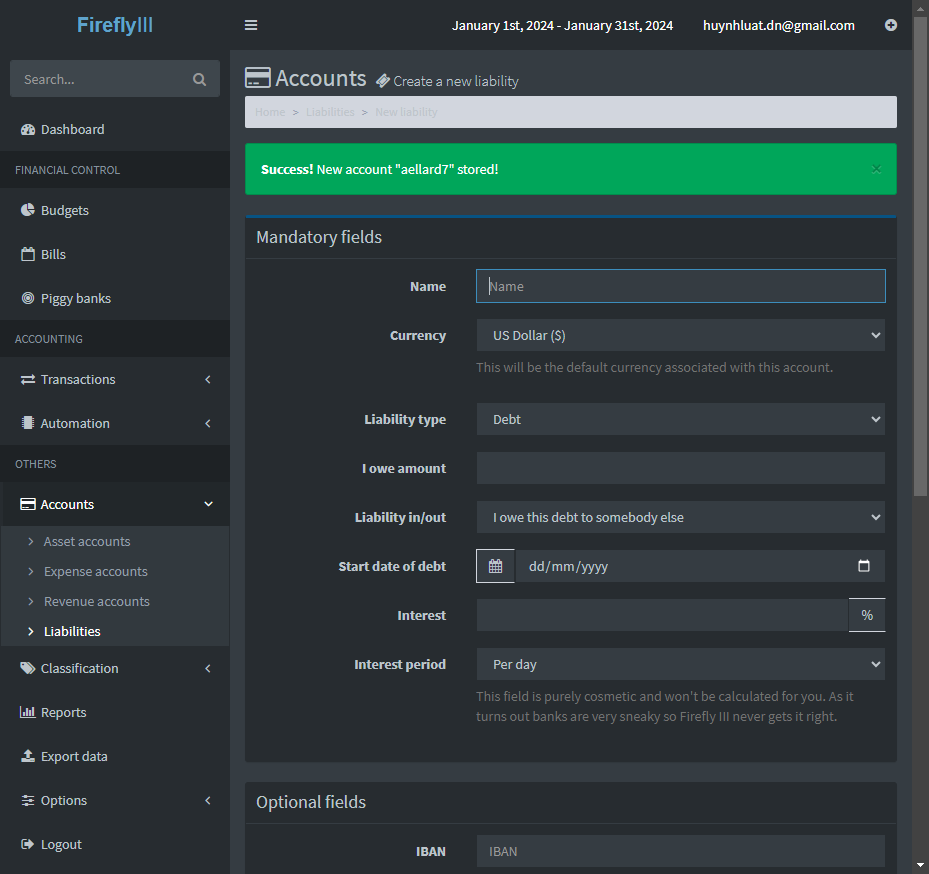 FireflyIII
January 1st, 2024 - January 31st, 2024
huynhluat.dn@gmail.com
Search...
Dashboard
FINANCIAL CONTROL
Budgets
Bills
Piggy banks
ACCOUNTING
Transactions
Automation
OTHERS
Accounts
Asset accounts
Expense accounts
Revenue accounts
Liabilities
Classification
Reports
Export data
Options
Logout
Accounts Create a new liability
Home > Liabilities > New liability
Success! New account "aellard7" stored! ×
Mandatory fields
Name Name
Currency US Dollar ($)
This will be the default currency associated with this account.
Liability type Debt
I owe amount
Liability in/out I owe this debt to somebody else
Start date of debt dd/mm/yyyy
Interest %
Interest period Per day
This field is purely cosmetic and won't be calculated for you. As it
turns out banks are very sneaky so Firefly III never gets it right.
Optional fields
IBAN IBAN